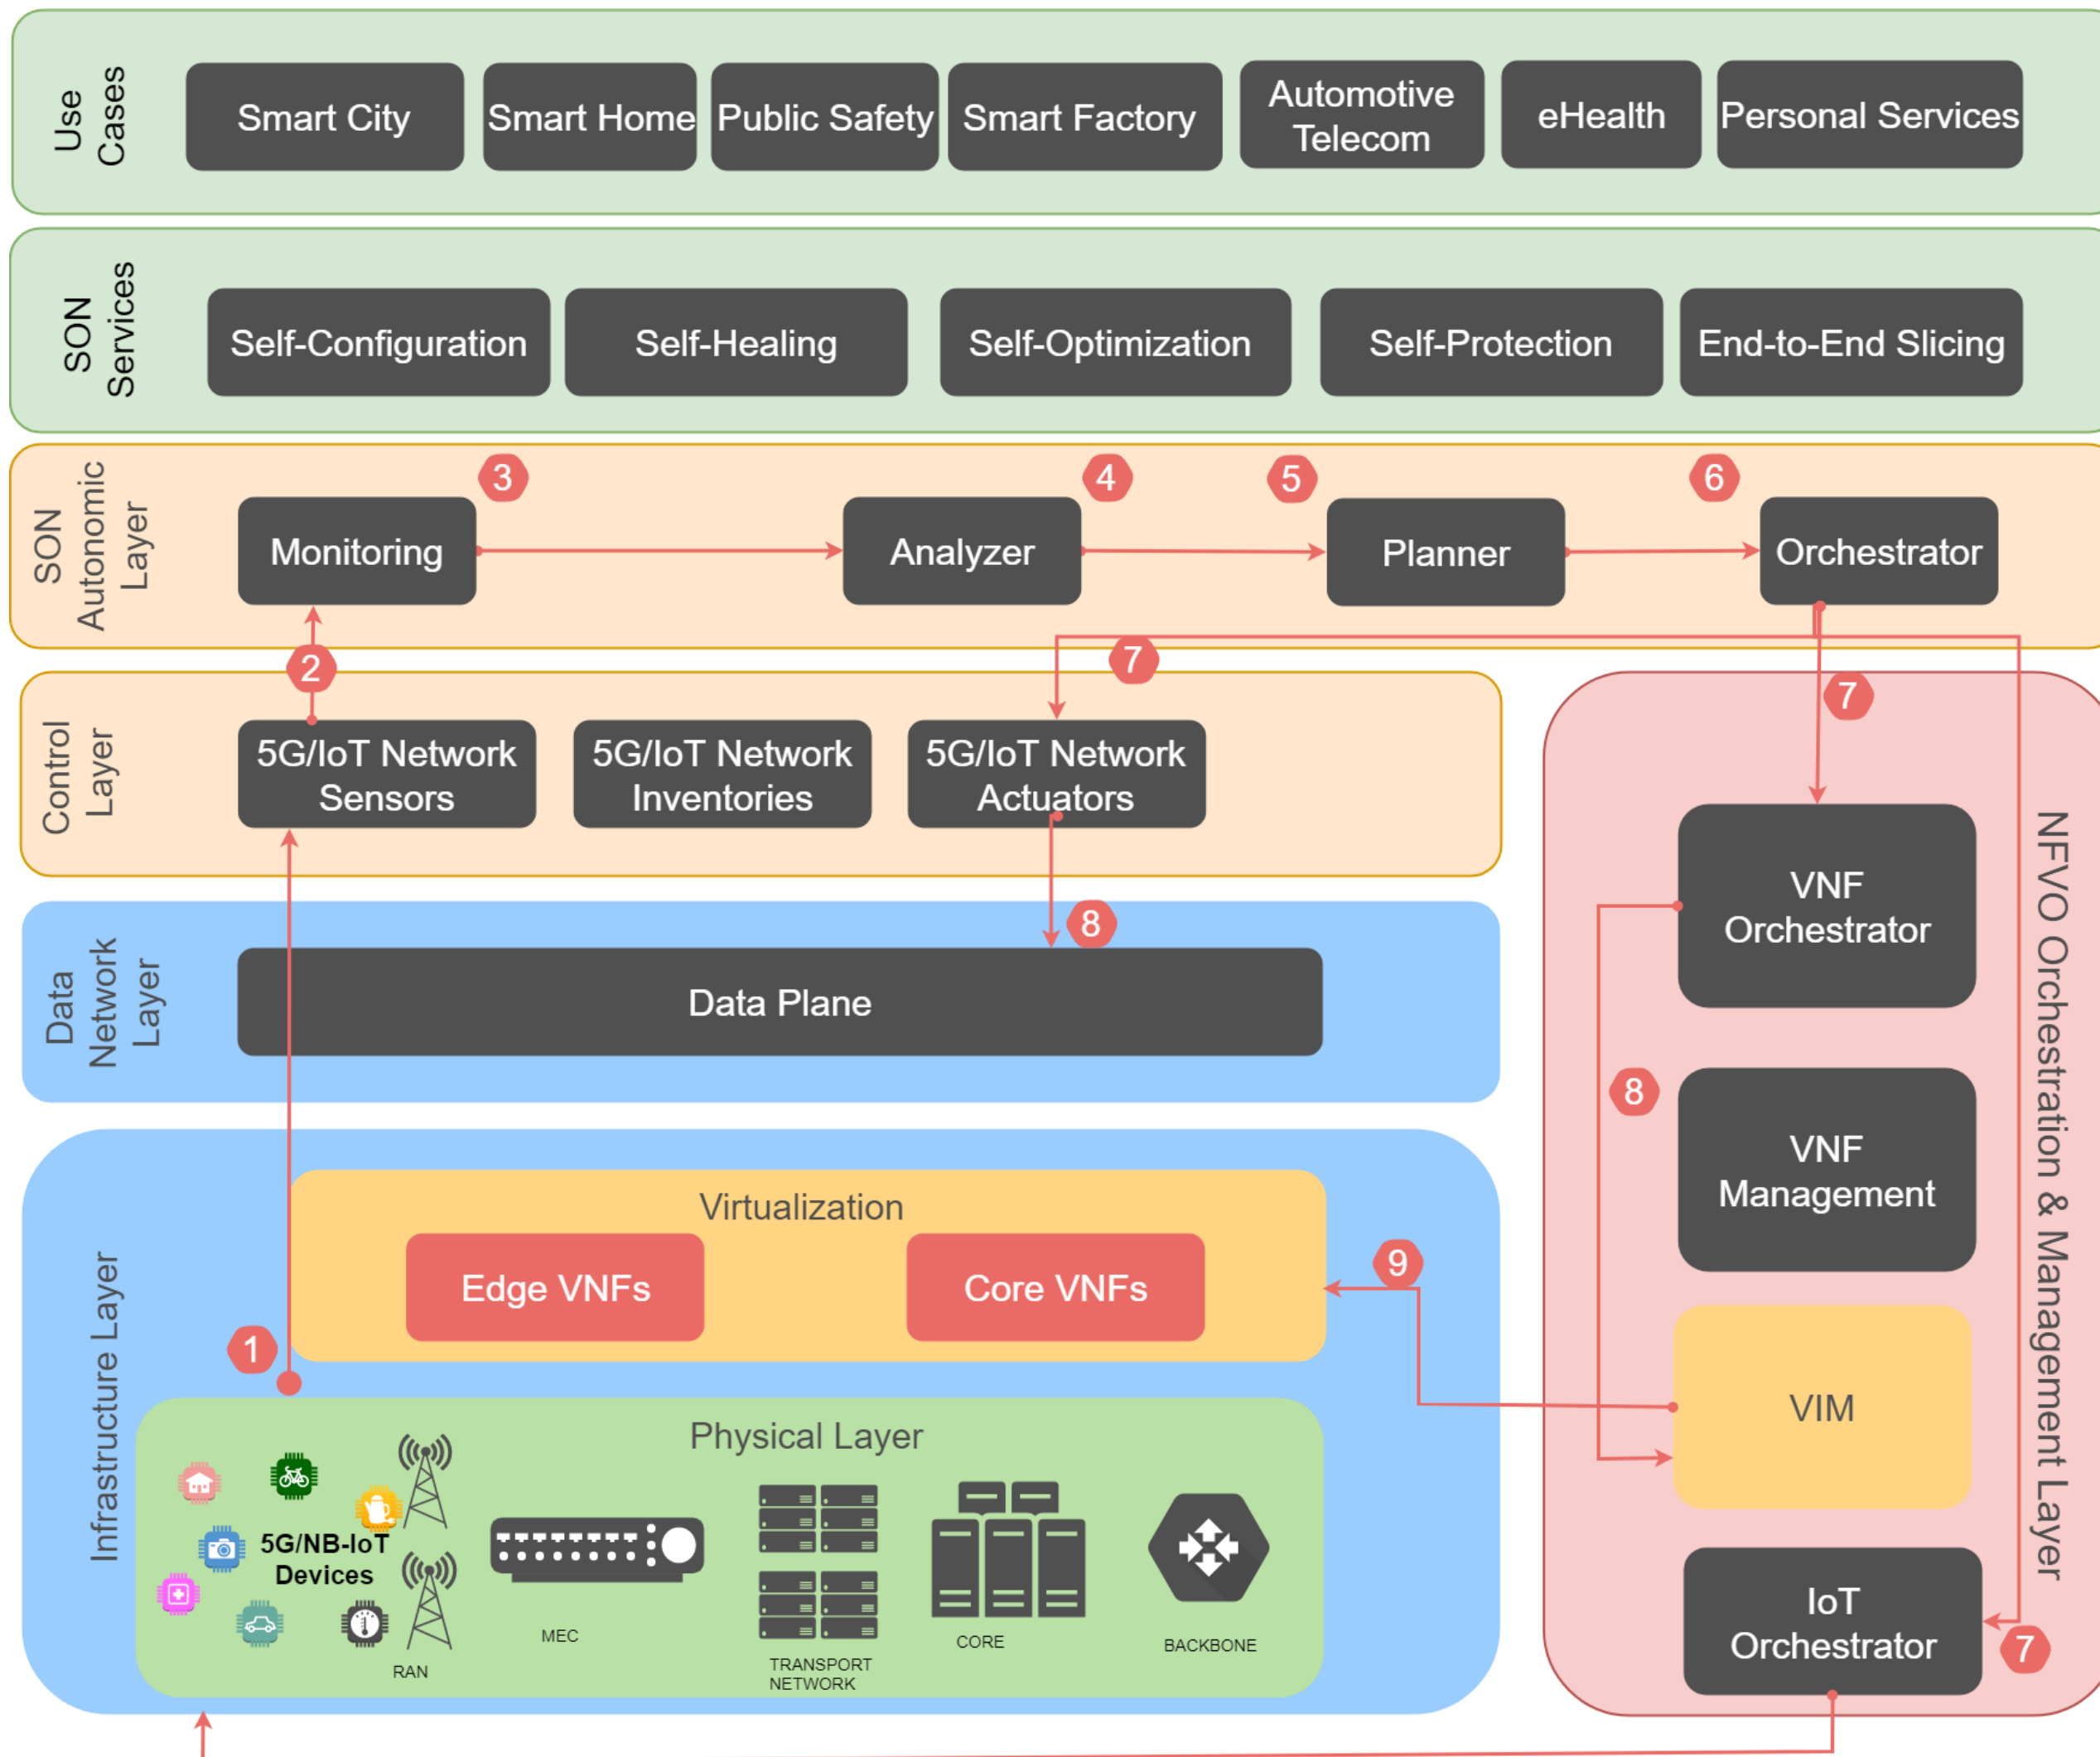 Use
Cases
Smart City
Smart Home
Public Safety
Smart Factory
Automotive
Telecom
eHealth
Personal Services
SON
Services
Self-Configuration
Self-Healing
Self-Optimization
Self-Protection
End-to-End Slicing
SON
Autonomic
Layer
3
4
5
6
Monitoring
Analyzer
Planner
Orchestrator
2
7
7
Control
Layer
5G/IoT Network
Sensors
5G/IoT Network
Inventories
5G/IoT Network
Actuators
8
Data
Network
Layer
Data Plane
NFVO Orchestration & Management Layer
VNF
Orchestrator
8
VNF
Management
VIM
IoT
Orchestrator
7
9
Infrastructure Layer
Virtualization
Edge VNFs
Core VNFs
1
Physical Layer
5G/NB-IoT
Devices
RAN
MEC
TRANSPORT
NETWORK
CORE
BACKBONE